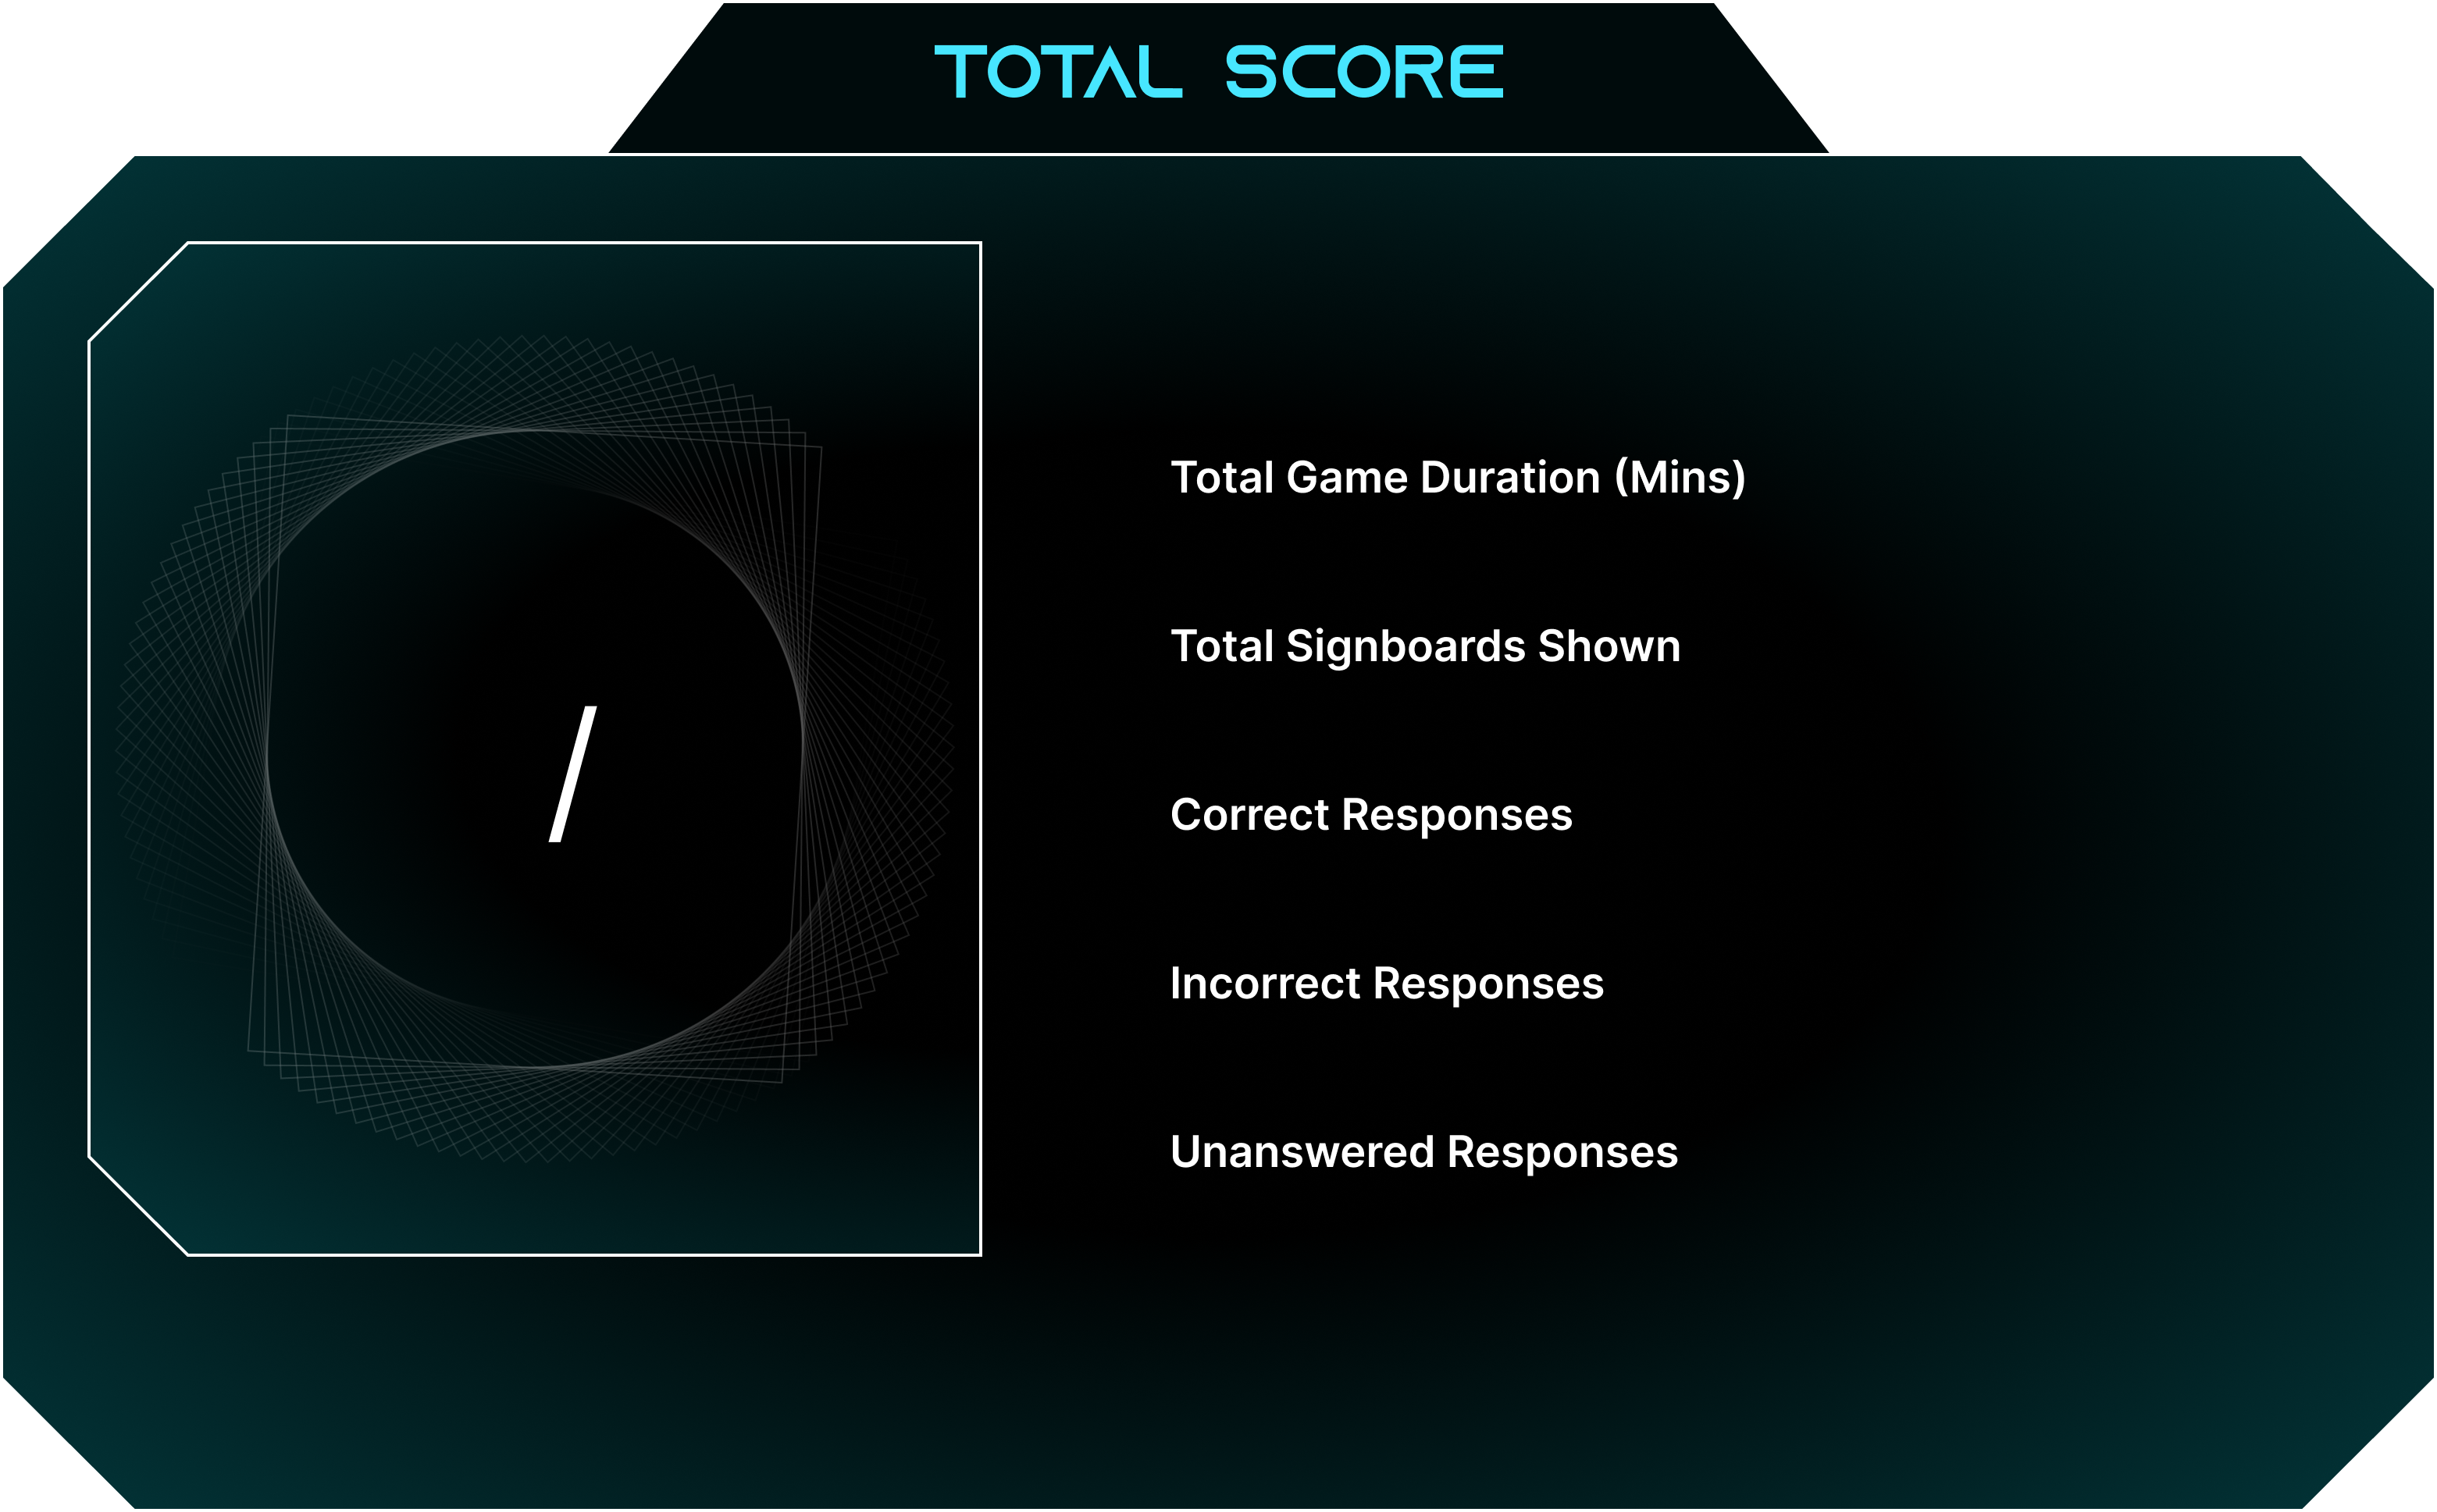 TOTAL SCORE
/
Total Game Duration (Mins)
Total Signboards Shown
Correct Responses
Incorrect Responses
Unanswered Responses